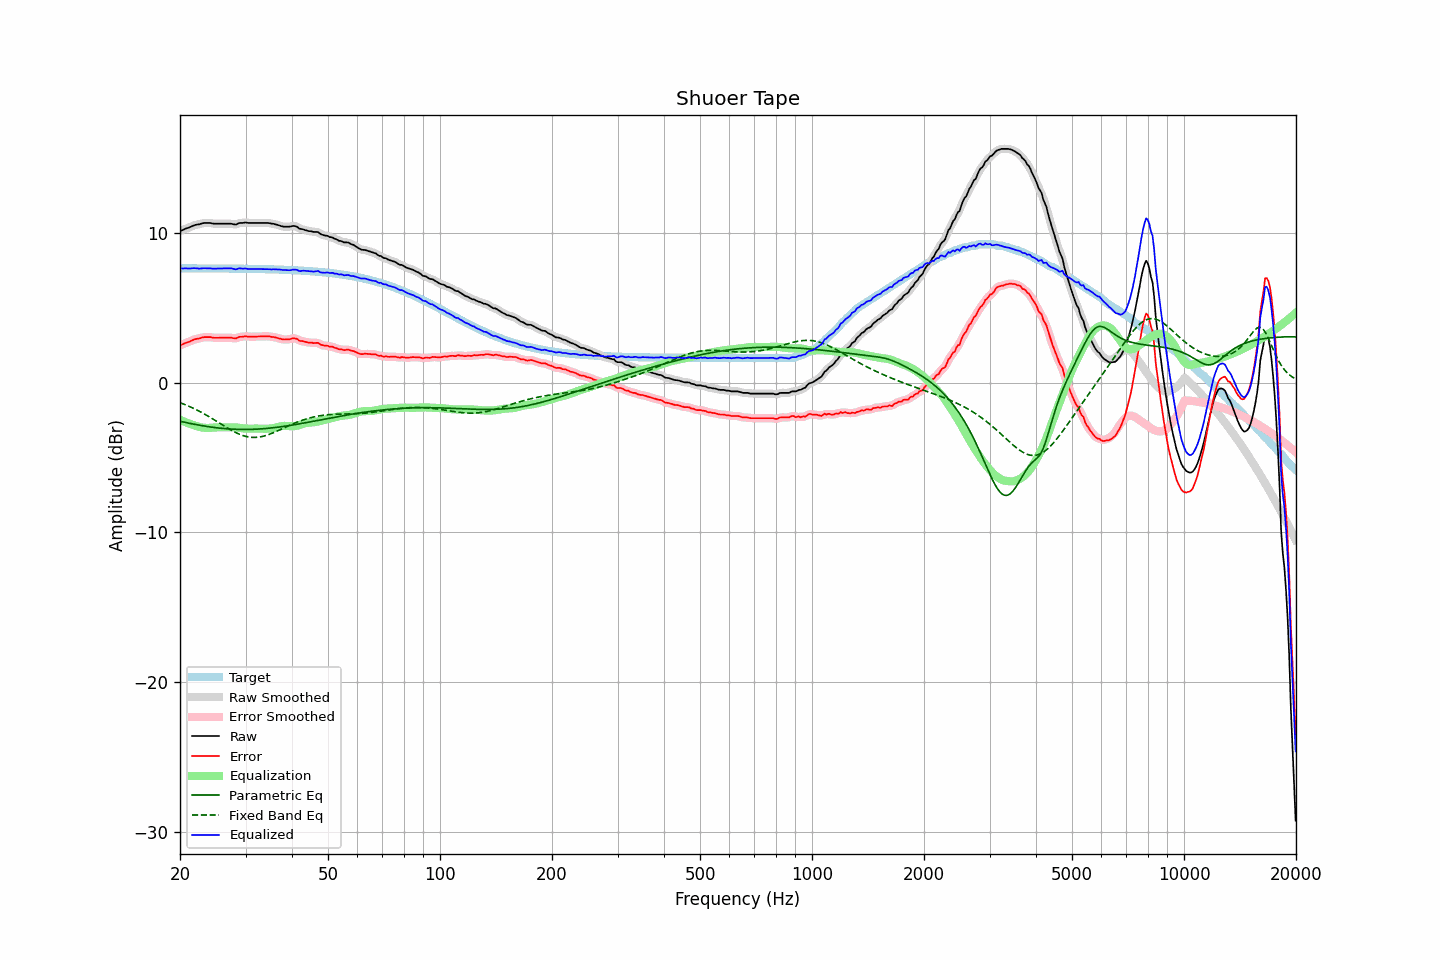 Shuoer Tape
Amplitude (dBr)
10
0
−10
−20
−30
Target
Raw Smoothed
Error Smoothed
Raw
Error
Equalization
Parametric Eq
Fixed Band Eq
Equalized
20 50 100 200 500 1000 2000 5000 10000 20000
Frequency (Hz)